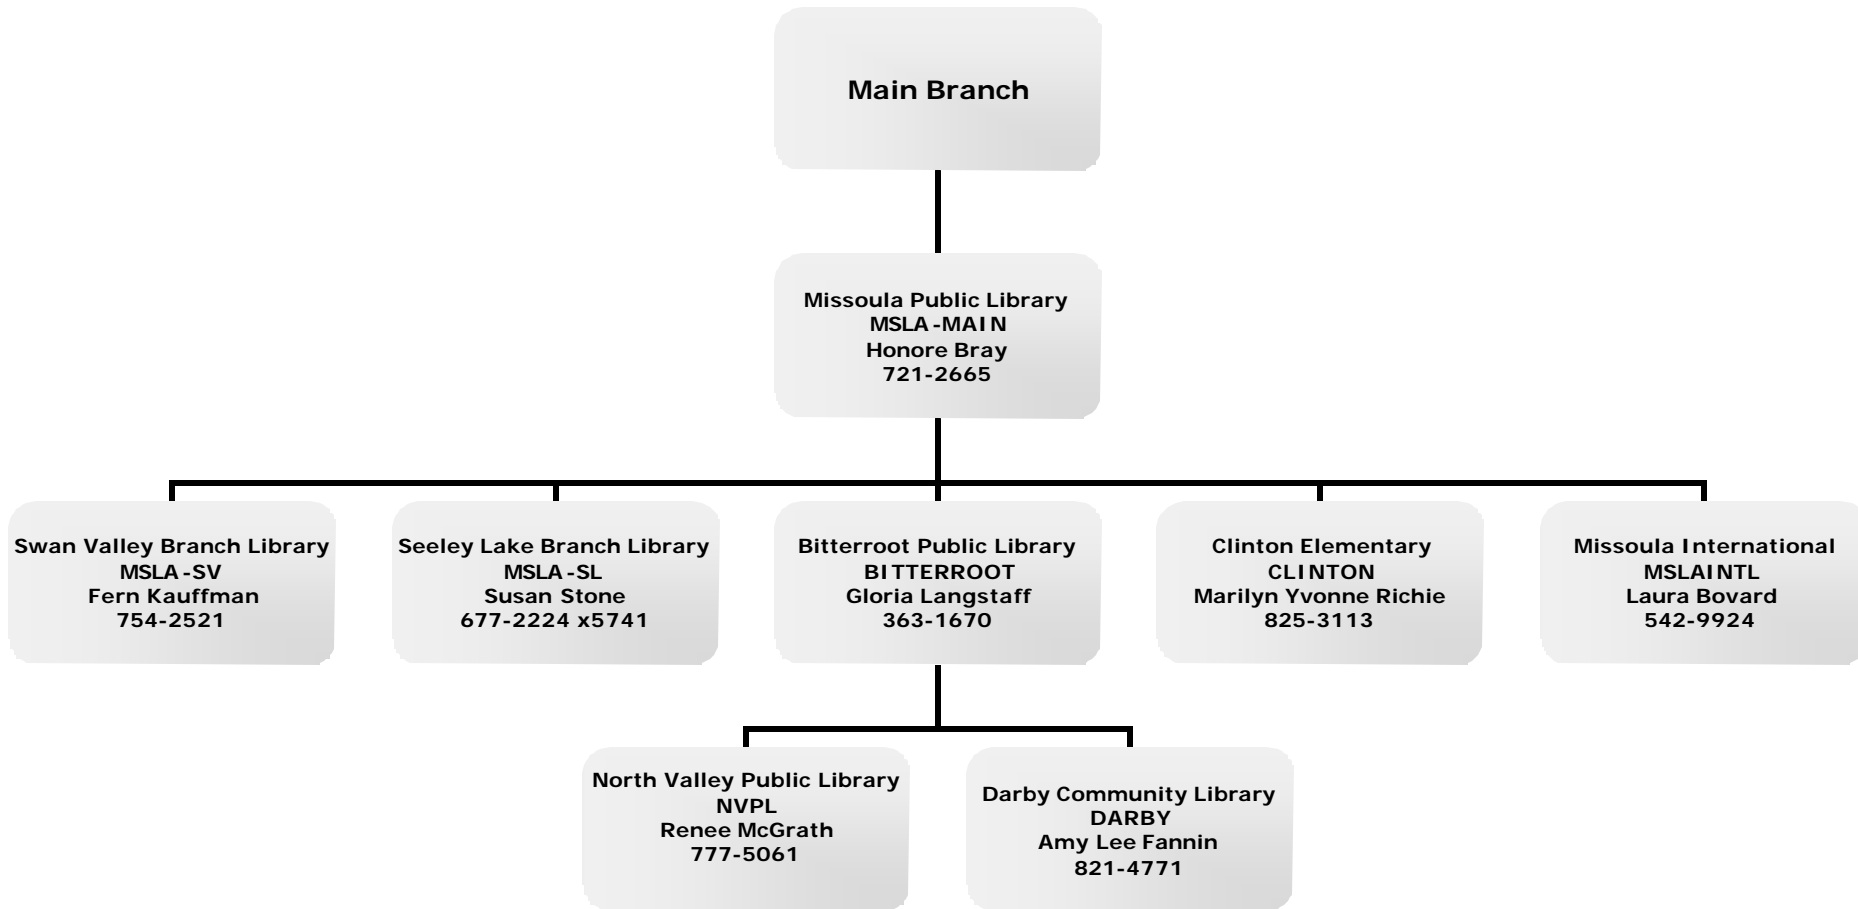 Main Branch
Missoula Public Library
MSLA-MAIN
Honore Bray
721-2665
Swan Valley Branch Library
MSLA-SV
Fern Kauffman
754-2521
Seeley Lake Branch Library
MSLA-SL
Susan Stone
677-2224 x5741
Bitterroot Public Library
BITTERROOT
Gloria Langstaff
363-1670
Clinton Elementary
CLINTON
Marilyn Yvonne Richie
825-3113
Missoula International
MSLAINTL
Laura Bovard
542-9924
North Valley Public Library
NVPL
Renee McGrath
777-5061
Darby Community Library
DARBY
Amy Lee Fannin
821-4771